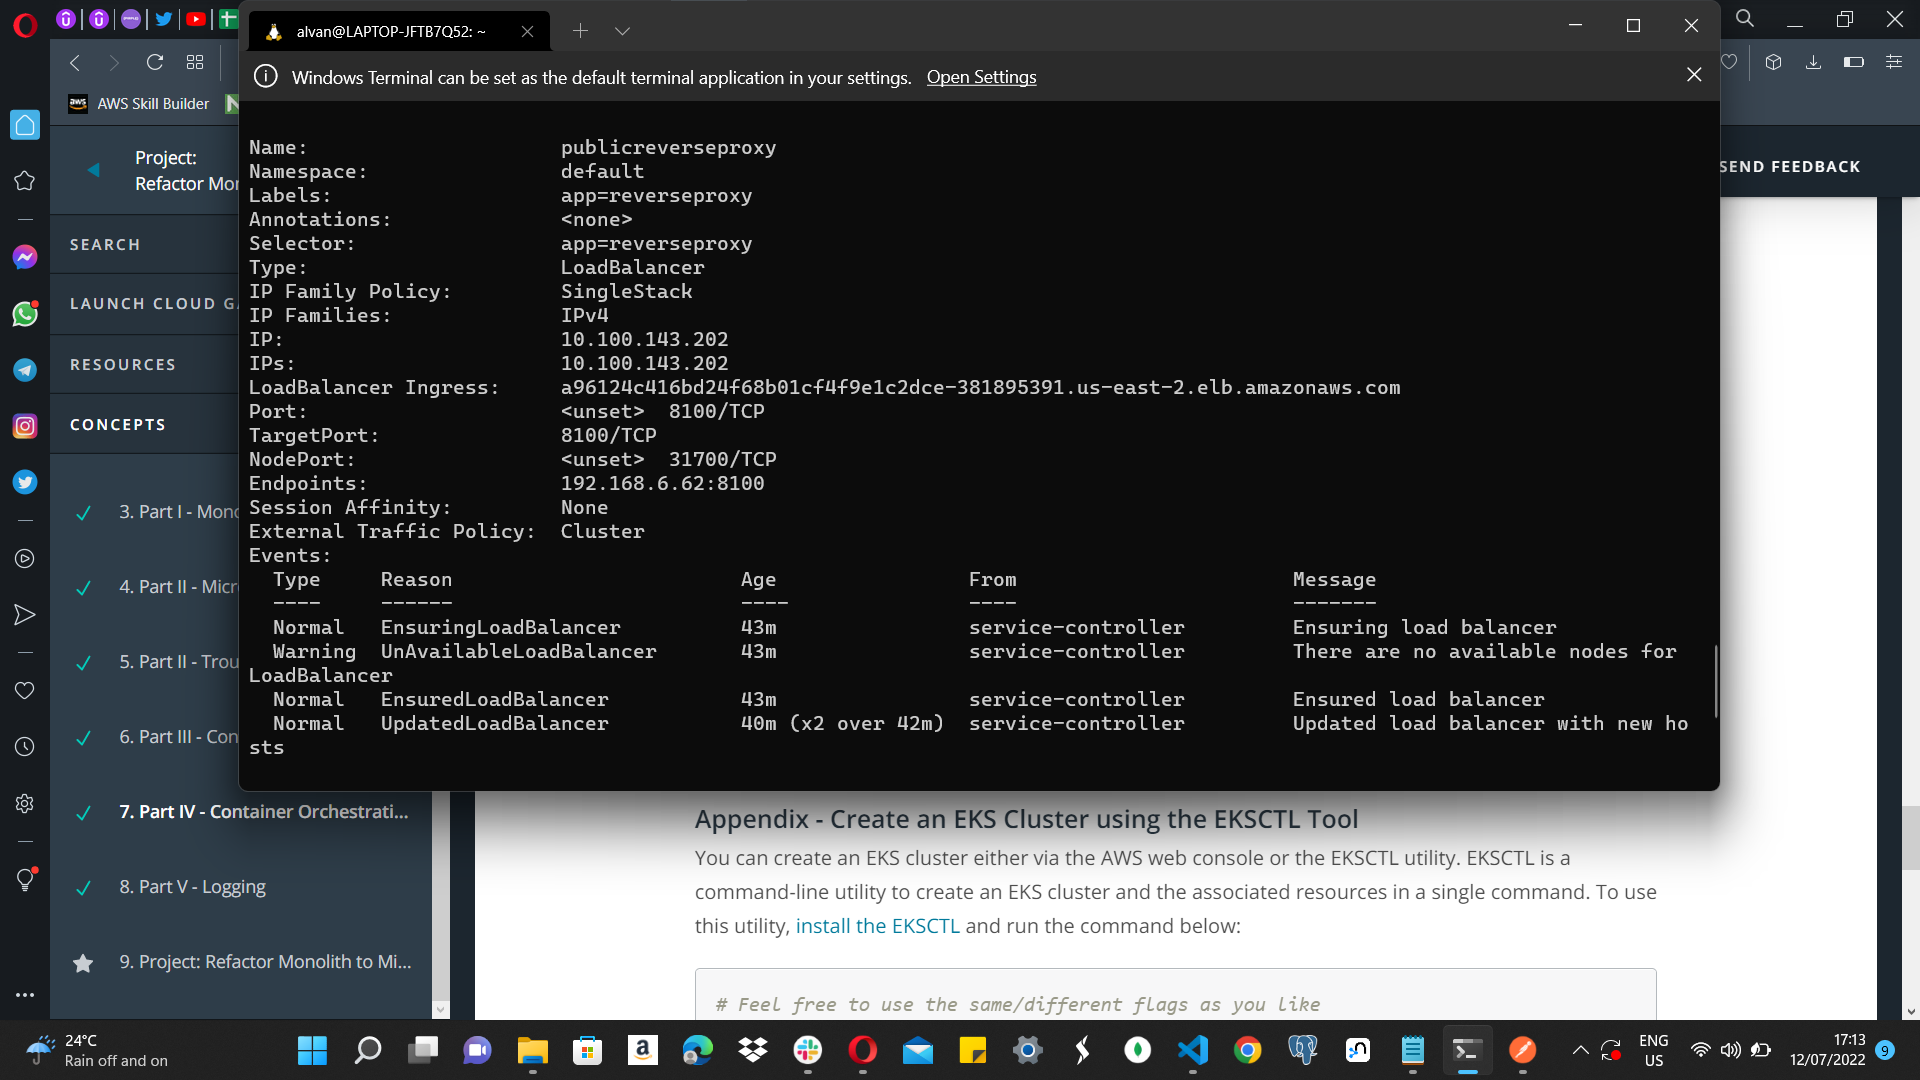 alvan@LAPTOP-JFTB7Q52: ~
Windows Terminal can be set as the default terminal application in your settings. Open Settings
AWS Skill Builder
Project:
Refactor Mon
SEND FEEDBACK
SEARCH
LAUNCH CLOUD GA
RESOURCES
CONCEPTS
3. Part I - Mono
4. Part II - Micr
5. Part II - Trou
6. Part III - Con
7. Part IV - Container Orchestrati...
8. Part V - Logging
9. Project: Refactor Monolith to Mi...
Name: publicreverseproxy
Namespace: default
Labels: app=reverseproxy
Annotations: <none>
Selector: app=reverseproxy
Type: LoadBalancer
IP Family Policy: SingleStack
IP Families: IPv4
IP: 10.100.143.202
IPs: 10.100.143.202
LoadBalancer Ingress: a96124c416bd24f68b01cf4f9e1c2dce-381895391.us-east-2.elb.amazonaws.com
Port: <unset> 8100/TCP
TargetPort: 8100/TCP
NodePort: <unset> 31700/TCP
Endpoints: 192.168.6.62:8100
Session Affinity: None
External Traffic Policy: Cluster
Events:
Type Reason Age From Message
---- ------ ---- ---- -------
Normal EnsuringLoadBalancer 43m service-controller Ensuring load balancer
Warning UnAvailableLoadBalancer 43m service-controller There are no available nodes for
LoadBalancer
Normal EnsuredLoadBalancer 43m service-controller Ensured load balancer
Normal UpdatedLoadBalancer 40m (x2 over 42m) service-controller Updated load balancer with new ho
sts
Appendix - Create an EKS Cluster using the EKSCTL Tool
You can create an EKS cluster either via the AWS web console or the EKSCTL utility. EKSCTL is a
command-line utility to create an EKS cluster and the associated resources in a single command. To use
this utility, install the EKSCTL and run the command below:
# Feel free to use the same/different flags as you like
24°C
Rain off and on
ENG
US
17:13
12/07/2022
9